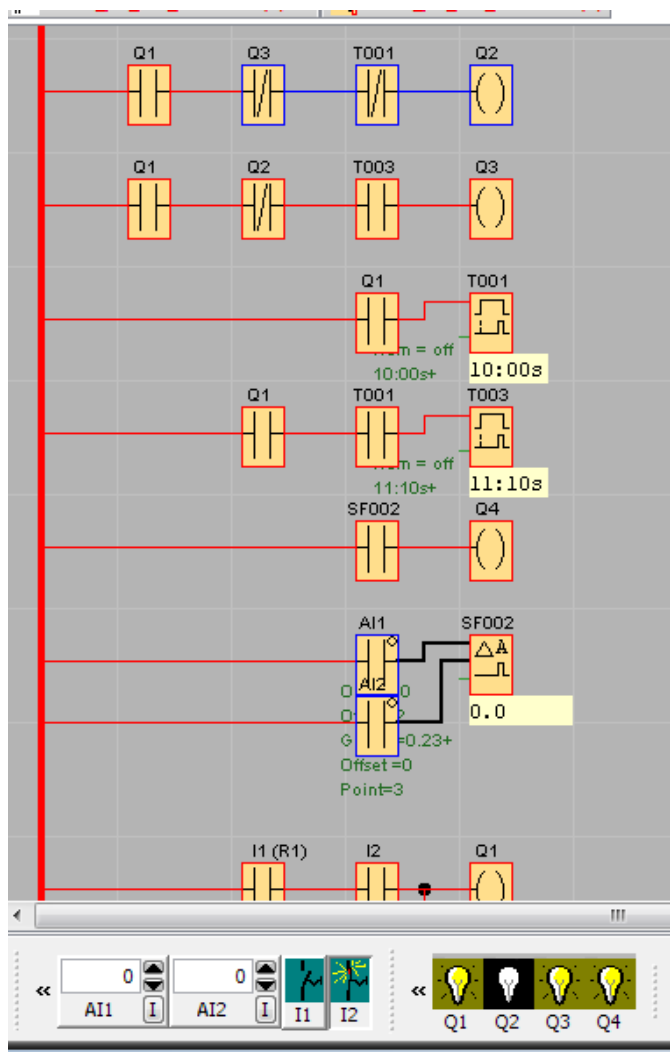 Q1 Q3 T001 Q2
Q1 Q2 T003 Q3
Q1 T001
= off
10:00s+ 10:00s
Q1 T001 T003
= off
11:10s+ 11:10s
SF002 Q4
AI1 SF002
AI2 0.0
=0.23+
Offset =0
Point=3
I1 (R1) I2 Q1
0 0
AI1 I AI2 I I1 I2 Q1 Q2 Q3 Q4